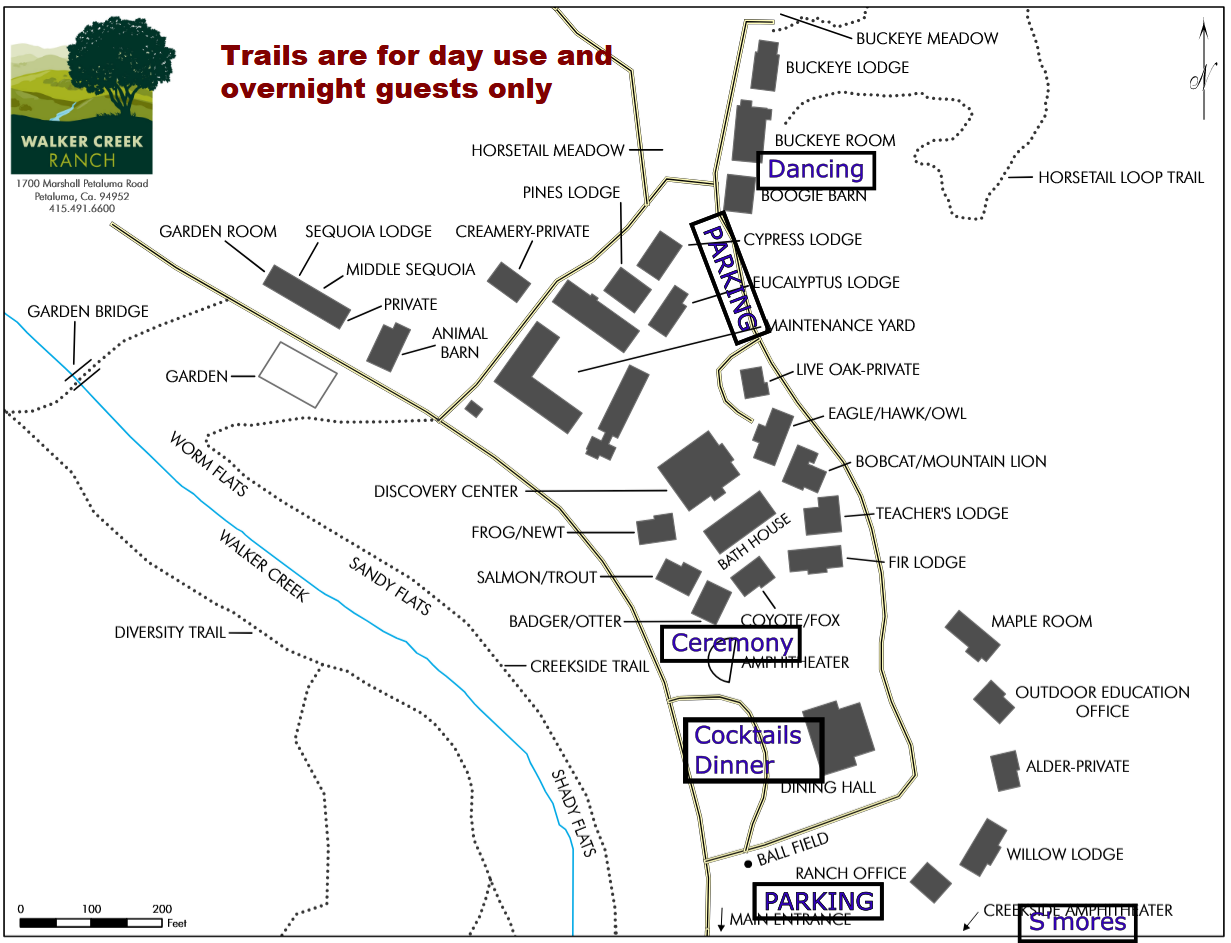 Trails are for day use and
overnight guests only
WALKER CREEK
RANCH
1700 Marshall Petaluma Road
Petaluma, Ca. 94952
415.491.6600
BUCKEYE MEADOW
N
BUCKEYE LODGE
BUCKEYE ROOM
HORSETAIL MEADOW
Dancing
HORSETAIL LOOP TRAIL
PINES LODGE
BOOGIE BARN
GARDEN ROOM
SEQUOIA LODGE
CREAMERY-PRIVATE
PARKING
CYPRESS LODGE
MIDDLE SEQUOIA
EUCALYPTUS LODGE
PRIVATE
GARDEN BRIDGE
MAINTENANCE YARD
ANIMAL
BARN
GARDEN
LIVE OAK-PRIVATE
EAGLE/HAWK/OWL
WORM FLATS
BOBCAT/MOUNTAIN LION
DISCOVERY CENTER
TEACHER'S LODGE
FROG/NEWT
BATH HOUSE
FIR LODGE
WALKER CREEK
SANDY FLATS
SALMON/TROUT
BADGER/OTTER
COYOTE/FOX
MAPLE ROOM
DIVERSITY TRAIL
Ceremony
CREEKSIDE TRAIL
AMPHITHEATER
OUTDOOR EDUCATION
OFFICE
Cocktails
Dinner
ALDER-PRIVATE
DINING HALL
SHADY FLATS
BALL FIELD
WILLOW LODGE
RANCH OFFICE
PARKING
MAIN ENTRANCE
CREEKSIDE AMPHITHEATER
S'mores
0 100 200
Feet